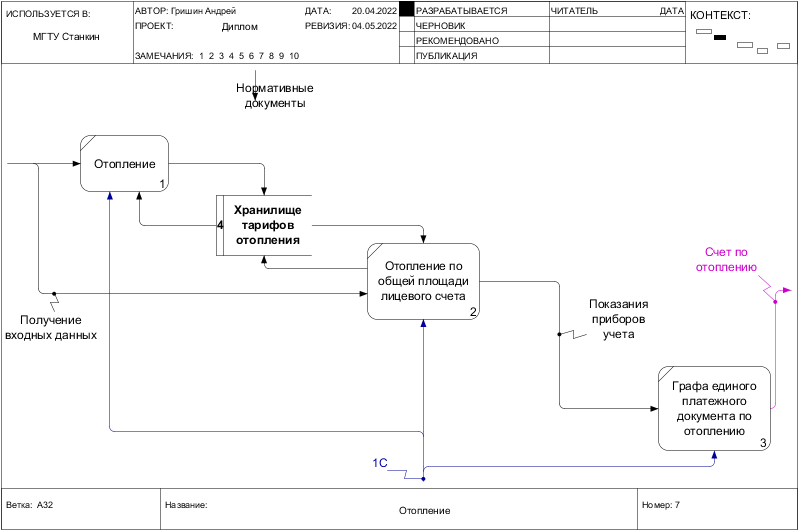 ИСПОЛЬЗУЕТСЯ В:
МГТУ Станкин
АВТОР: Гришин Андрей
ПРОЕКТ: Диплом
ЗАМЕЧАНИЯ: 1 2 3 4 5 6 7 8 9 10
ДАТА: 20.04.2022
РЕВИЗИЯ: 04.05.2022
РАЗРАБАТЫВАЕТСЯ
ЧЕРНОВИК
РЕКОМЕНДОВАНО
ПУБЛИКАЦИЯ
ЧИТАТЕЛЬ ДАТА
КОНТЕКСТ:
Нормативные
документы
Отопление
1
4
Хранилище
тарифов
отопления
Отопление по
общей площади
лицевого счета
2
Счет по
отоплению
Получение
входных данных
Показания
приборов
учета
Графа единого
платежного
документа по
отоплению
3
1С
Ветка: A32
Название:
Отопление
Номер: 7